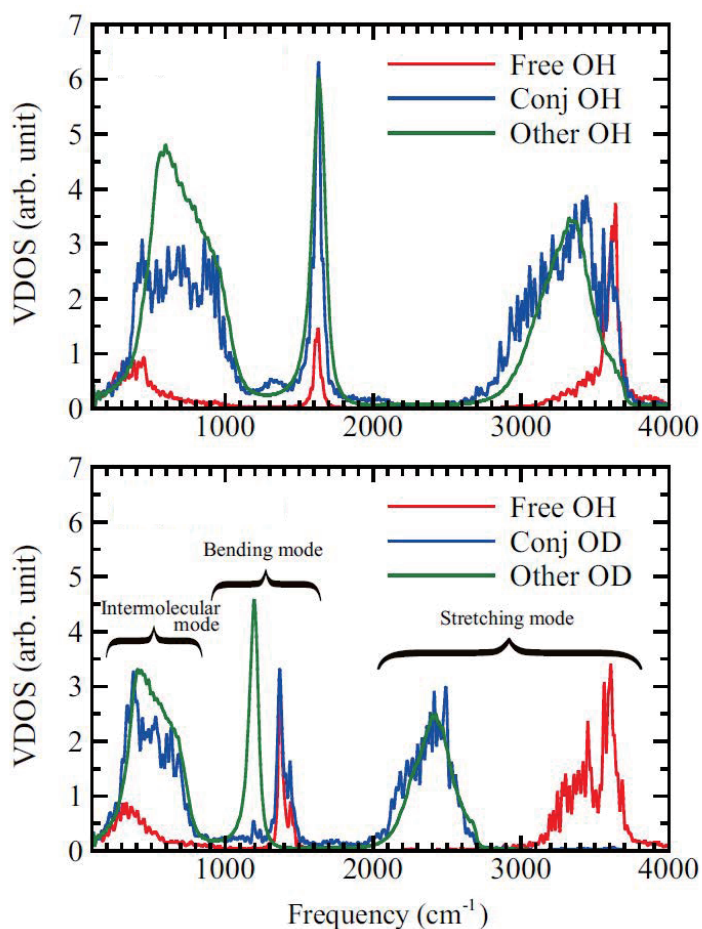 7
6
5
4
3
2
1
0
VDOS (arb. unit)
Free OH
Conj OH
Other OH
1000 2000 3000 4000
7
6
5
4
3
2
1
0
VDOS (arb. unit)
Free OH
Conj OD
Other OD
Bending mode
Intermolecular
mode
Stretching mode
1000 2000 3000 4000
Frequency (cm⁻¹)